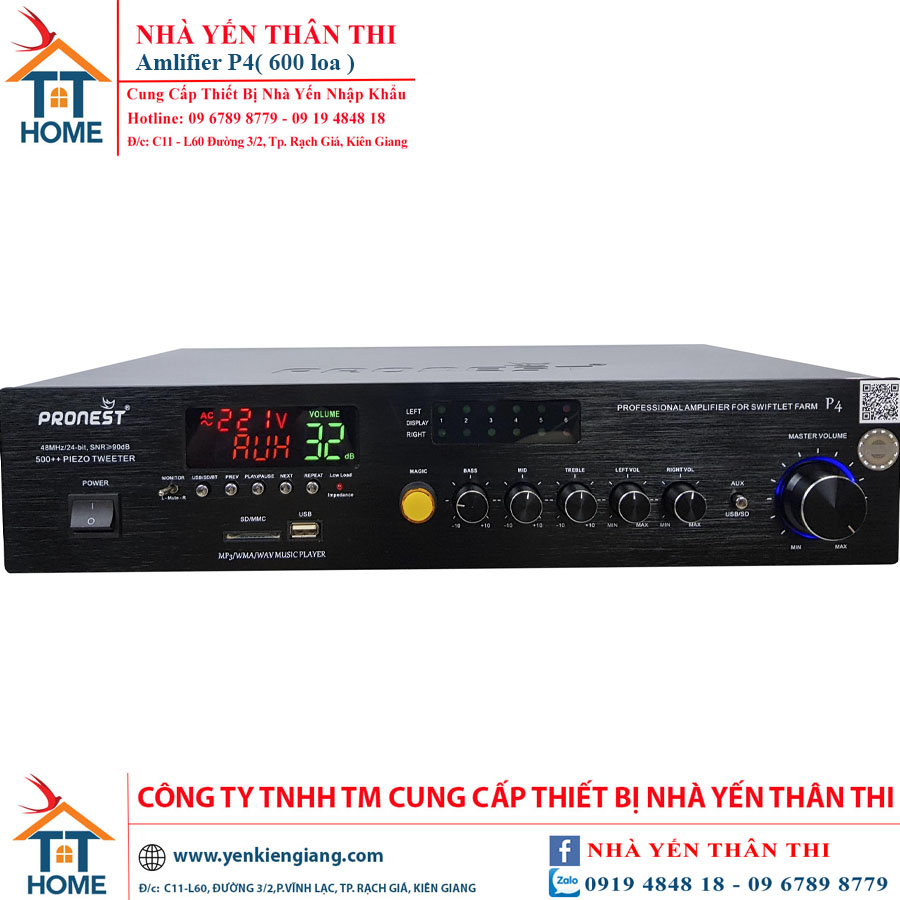 NHÀ YẾN THÂN THI
Amlifier P4( 600 loa )
TT
HOME
Cung Cấp Thiết Bị Nhà Yến Nhập Khẩu
Hotline: 09 6789 8779 - 09 19 4848 18
Đ/c: C11 - L60 Đường 3/2, Tp. Rạch Giá, Kiên Giang
PRONEST
PRONEST
48MHz/24-bit, SNR≥90dB
500++ PIEZO TWEETER
AC ≈221V
AUH
VOLUME
32 dB
LEFT
DISPLAY 1 2 3 4 5 6
RIGHT
PROFESSIONAL AMPLIFIER FOR SWIFTLET FARM P4
MASTER VOLUME
POWER
I
O
MONITOR USB/SD/BT PREV PLAY/PAUSE NEXT REPEAT Low Load
L - Mute - R
Impedance
SD/MMC USB
MP3/WMA/WAV MUSIC PLAYER
MAGIC BASS MID TREBLE LEFT VOL RIGHT VOL
-10 +10 -10 +10 -10 +10 MIN MAX MIN MAX
AUX
USB/SD
MIN MAX
TT
HOME
CÔNG TY TNHH TM CUNG CẤP THIẾT BỊ NHÀ YẾN THÂN THI
www.yenkiengiang.com
Đ/c: C11-L60, ĐƯỜNG 3/2,P.VĨNH LẠC, TP. RẠCH GIÁ, KIÊN GIANG
f NHÀ YẾN THÂN THI
Zalo 0919 4848 18 - 09 6789 8779